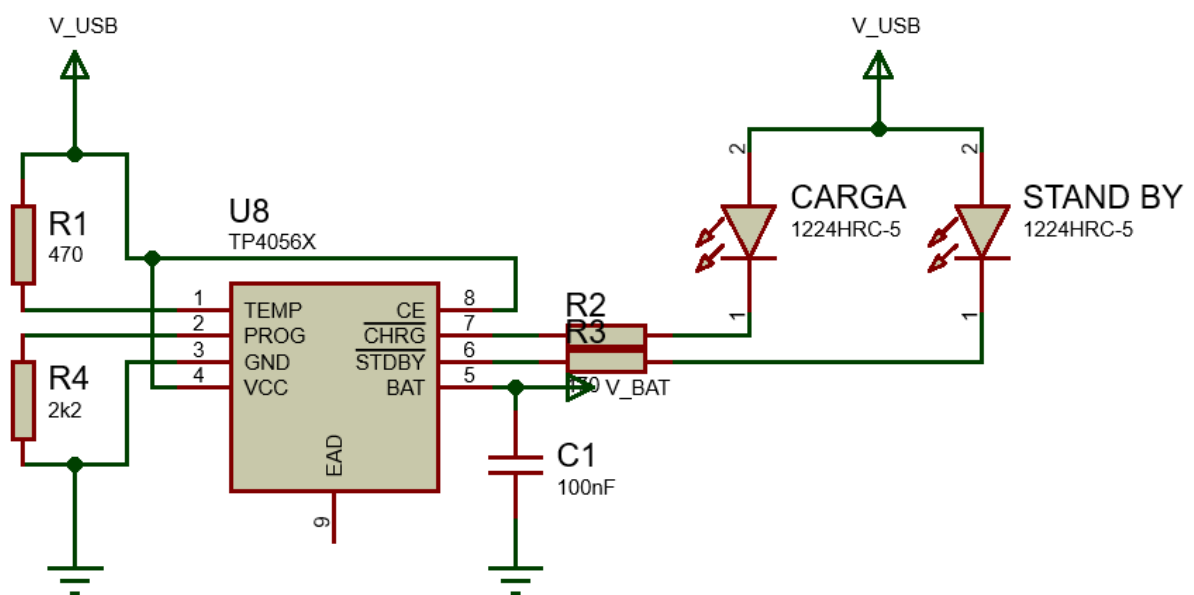 V_USB
V_USB
R1
470
U8
TP4056X
CARGA
1224HRC-5
STAND BY
1224HRC-5
2
2
1
1
1
2
3
4
TEMP
PROG
GND
VCC
CE
CHRG
STDBY
BAT
8
7
6
5
EAD
9
R2
R3
V_BAT
R4
2k2
C1
100nF